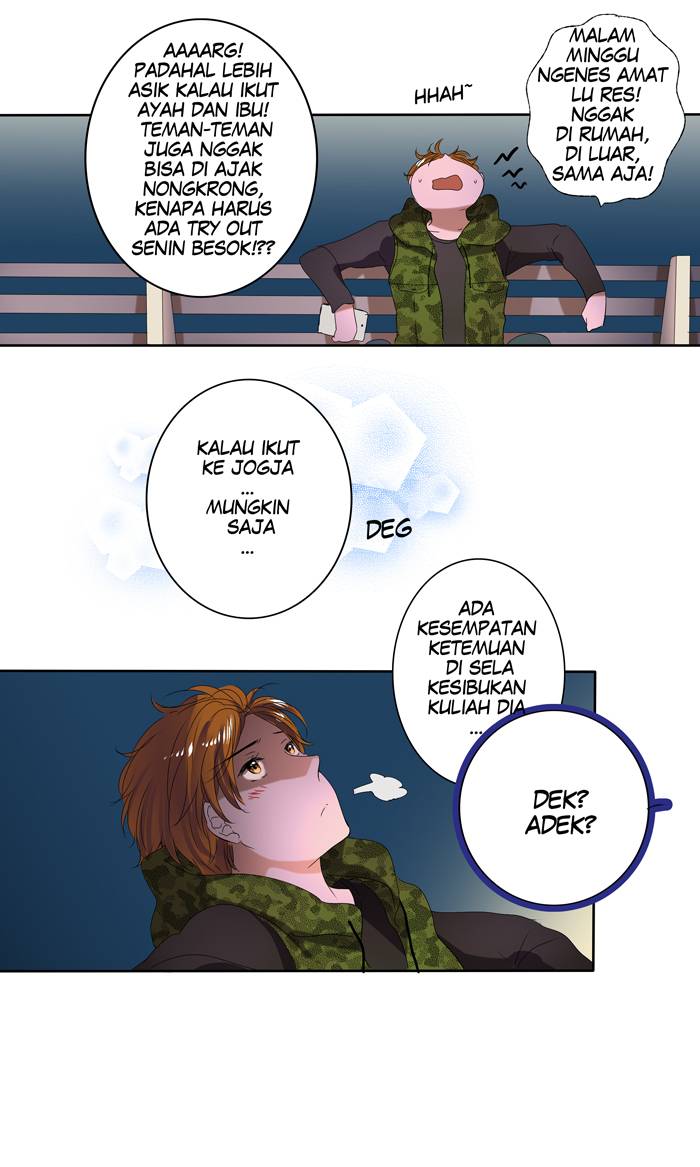 AAAARG!
PADAHAL LEBIH
ASIK KALAU IKUT
AYAH DAN IBU!
TEMAN-TEMAN
JUGA NGGAK
BISA DI AJAK
NONGKRONG,
KENAPA HARUS
ADA TRY OUT
SENIN BESOK!??
HHAH~
MALAM
MINGGU
NGENES AMAT
LU RES!
NGGAK
DI RUMAH,
DI LUAR,
SAMA AJA!
KALAU IKUT
KE JOGJA
...
MUNGKIN
SAJA
...
DEG
ADA
KESEMPATAN
KETEMUAN
DI SELA
KESIBUKAN
KULIAH DIA
...
DEK?
ADEK?